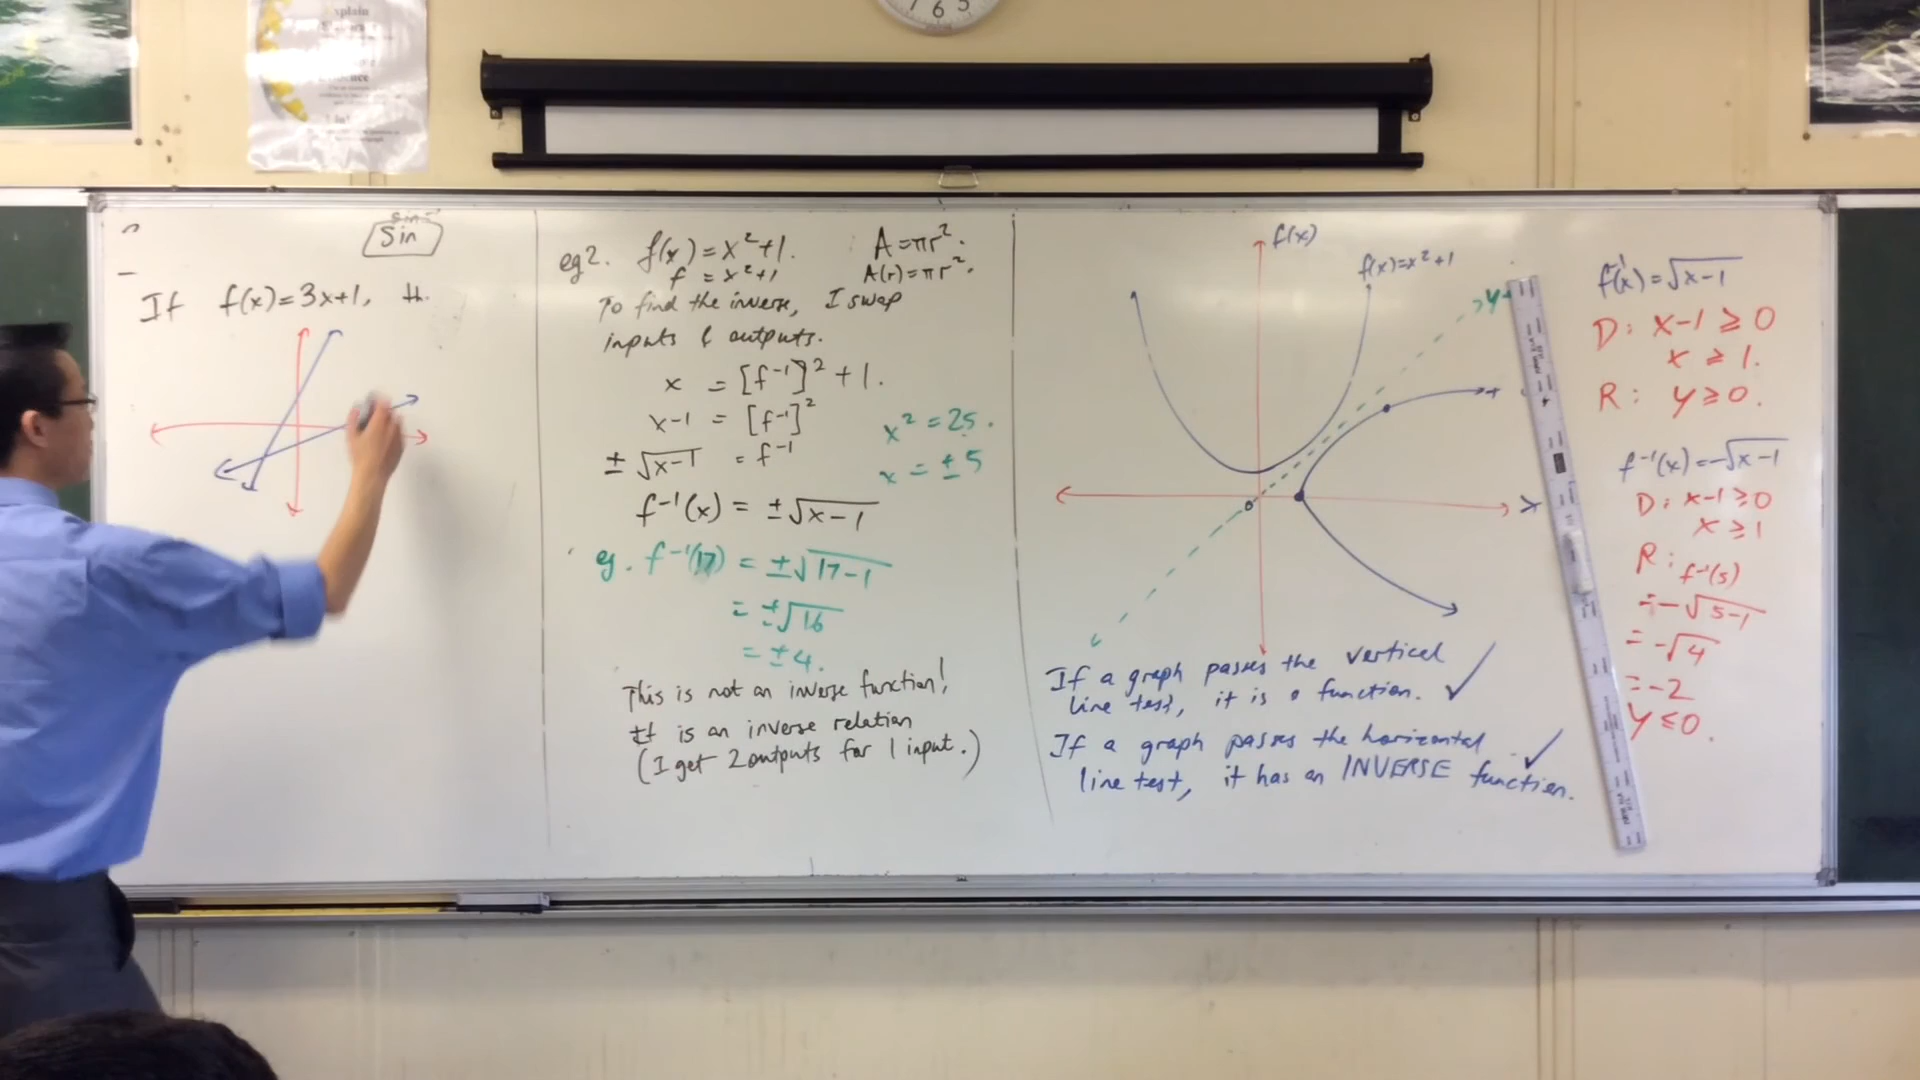 6 5
xplain
sin⁻¹
Sin
If f(x)=3x+1, th
eg2. f(x) = x²+1.
f = x²+1
A=πr².
A(r)=πr².
To find the inverse, I swap
inputs & outputs.
x = [f⁻¹]² + 1.
x-1 = [f⁻¹]²
± √x-1 = f⁻¹
f⁻¹(x) = ±√x-1
x² = 25.
x = ± 5
eg. f⁻¹(17) = ±√17-1
= ±√16
= ±4.
This is not an inverse function!
It is an inverse relation
(I get 2 outputs for 1 input.)
f(x)
f(x)=x²+1
y
If a graph passes the vertical
line test, it is a function. ✓
If a graph passes the horizontal
line test, it has an INVERSE function. ✓
f⁻¹(x) = √x-1
D: x-1 ≥ 0
x ≥ 1.
R: y≥0.
f⁻¹(x)=-√x-1
D: x-1≥0
x≥1
R: f⁻¹(5)
= -√5-1
= -√4
= -2
y≤0.